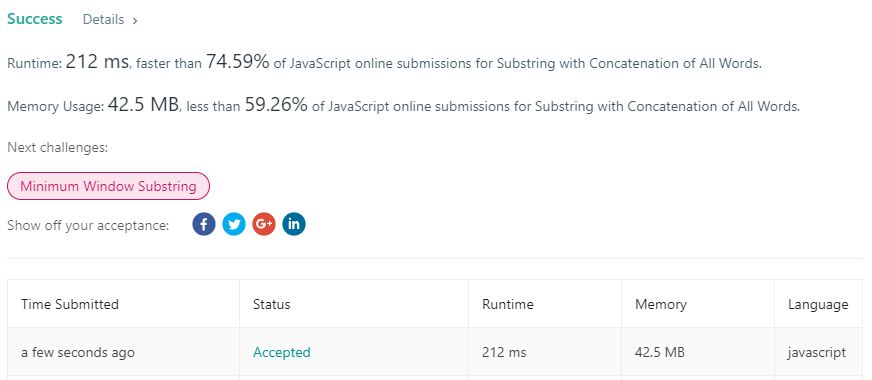 Success Details ›
Runtime: 212 ms, faster than 74.59% of JavaScript online submissions for Substring with Concatenation of All Words.
Memory Usage: 42.5 MB, less than 59.26% of JavaScript online submissions for Substring with Concatenation of All Words.
Next challenges:
Minimum Window Substring
Show off your acceptance: f G+ in
Time Submitted Status Runtime Memory Language
a few seconds ago Accepted 212 ms 42.5 MB javascript